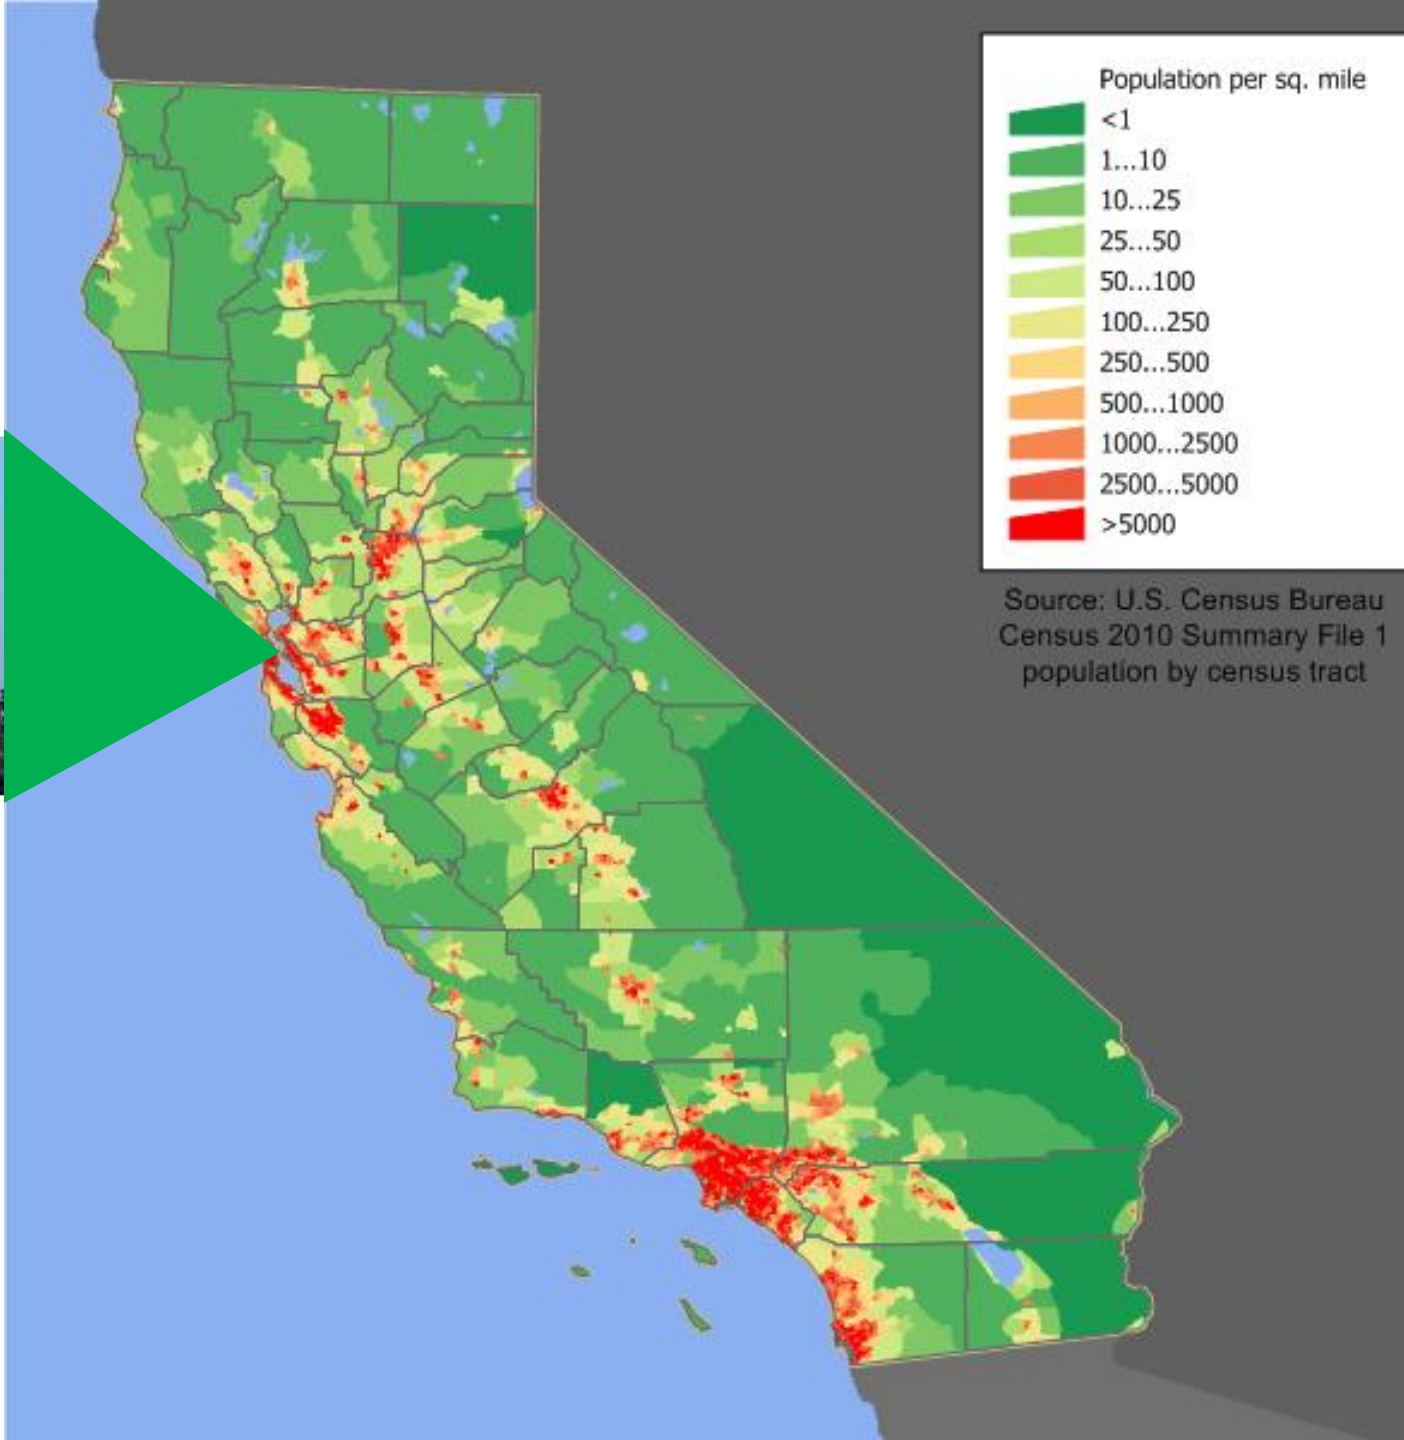 Population per sq. mile
<1
1...10
10...25
25...50
50...100
100...250
250...500
500...1000
1000...2500
2500...5000
>5000
Source: U.S. Census Bureau
Census 2010 Summary File 1
population by census tract